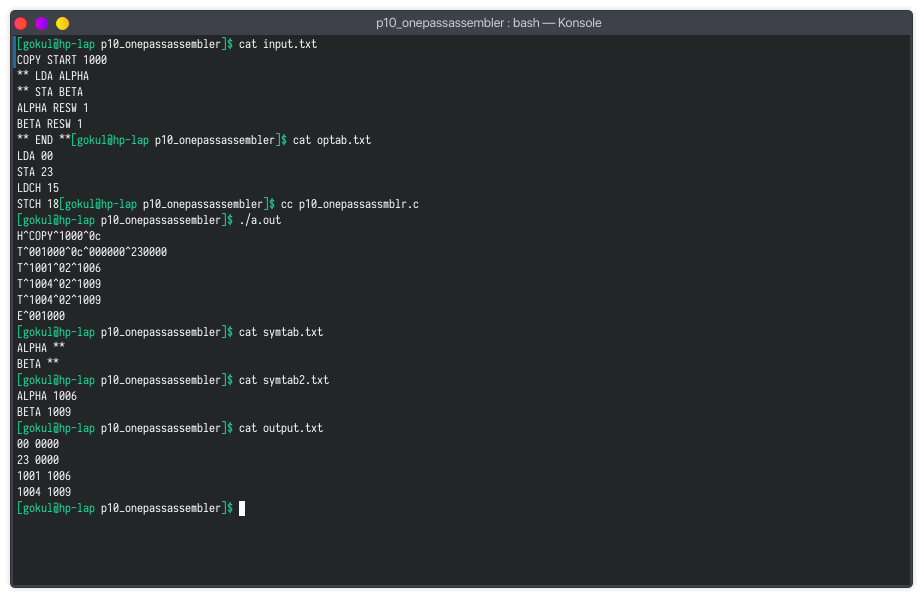 p10_onepassassembler : bash — Konsole
[gokul@hp-lap p10_onepassassembler]$ cat input.txt
COPY START 1000
** LDA ALPHA
** STA BETA
ALPHA RESW 1
BETA RESW 1
** END **[gokul@hp-lap p10_onepassassembler]$ cat optab.txt
LDA 00
STA 23
LDCH 15
STCH 18[gokul@hp-lap p10_onepassassembler]$ cc p10_onepassassmblr.c
[gokul@hp-lap p10_onepassassembler]$ ./a.out
H^COPY^1000^0c
T^001000^0c^000000^230000
T^1001^02^1006
T^1004^02^1009
T^1004^02^1009
E^001000
[gokul@hp-lap p10_onepassassembler]$ cat symtab.txt
ALPHA **
BETA **
[gokul@hp-lap p10_onepassassembler]$ cat symtab2.txt
ALPHA 1006
BETA 1009
[gokul@hp-lap p10_onepassassembler]$ cat output.txt
00 0000
23 0000
1001 1006
1004 1009
[gokul@hp-lap p10_onepassassembler]$